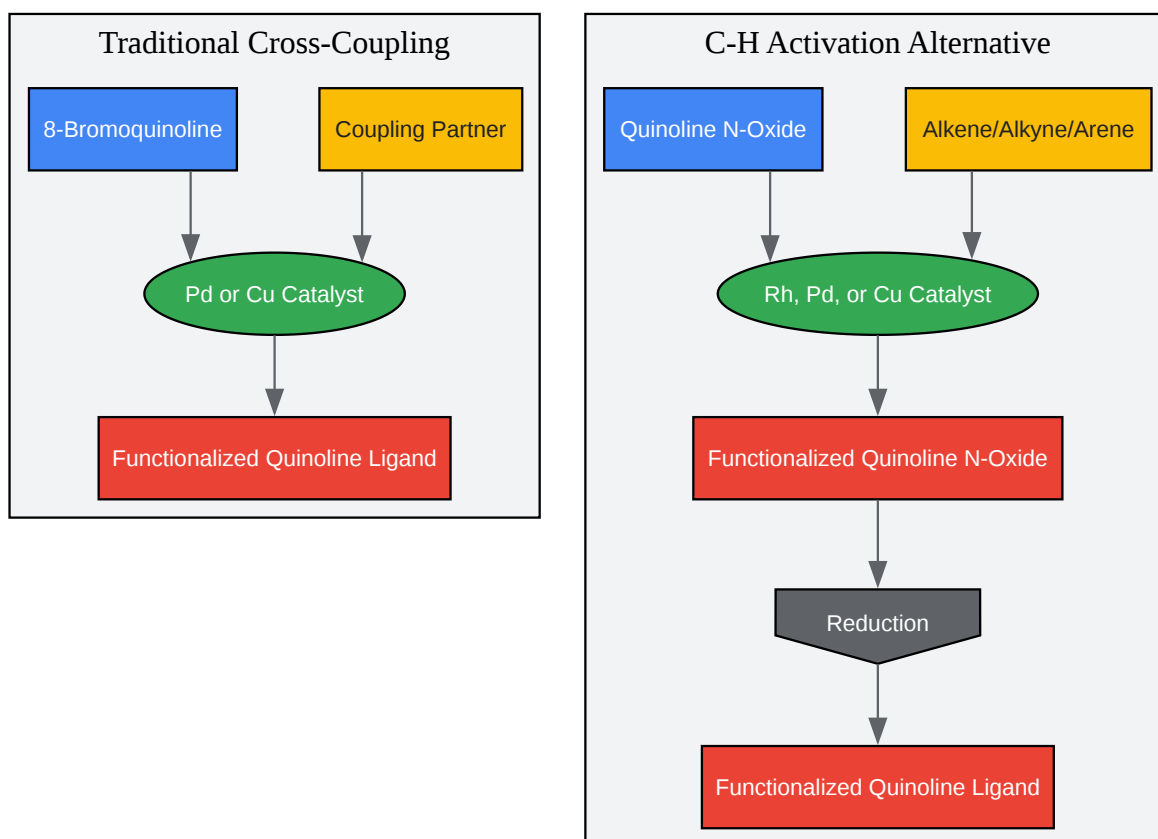 Traditional Cross-Coupling
8-Bromoquinoline
Coupling Partner
Pd or Cu Catalyst
Functionalized Quinoline Ligand
C-H Activation Alternative
Quinoline N-Oxide
Alkene/Alkyne/Arene
Rh, Pd, or Cu Catalyst
Functionalized Quinoline N-Oxide
Reduction
Functionalized Quinoline Ligand